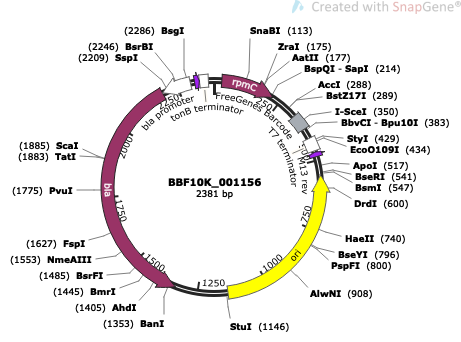 Created with SnapGene®
(2286) BsgI
(2246) BsrBI
(2209) SspI
SnaBI (113)
ZraI (175)
AatII (177)
BspQI - SapI (214)
AccI (288)
BstZ17I (289)
I-SceI (350)
BbvCI - Bpu10I (383)
StyI (429)
EcoO109I (434)
ApoI (517)
BseRI (541)
BsmI (547)
DrdI (600)
HaeII (740)
BseYI (796)
PspFI (800)
AlwNI (908)
StuI (1146)
(1885) ScaI
(1883) TatI
(1775) PvuI
(1627) FspI
(1553) NmeAIII
(1485) BsrFI
(1445) BmrI
(1405) AhdI
(1353) BanI
rpmC
bla promoter
tonB terminator
FreeGenes Barcode
T7 terminator
M13 rev
bla
ori
250
750
1000
1250
1500
1750
2000
2250
BBF10K_001156
2381 bp